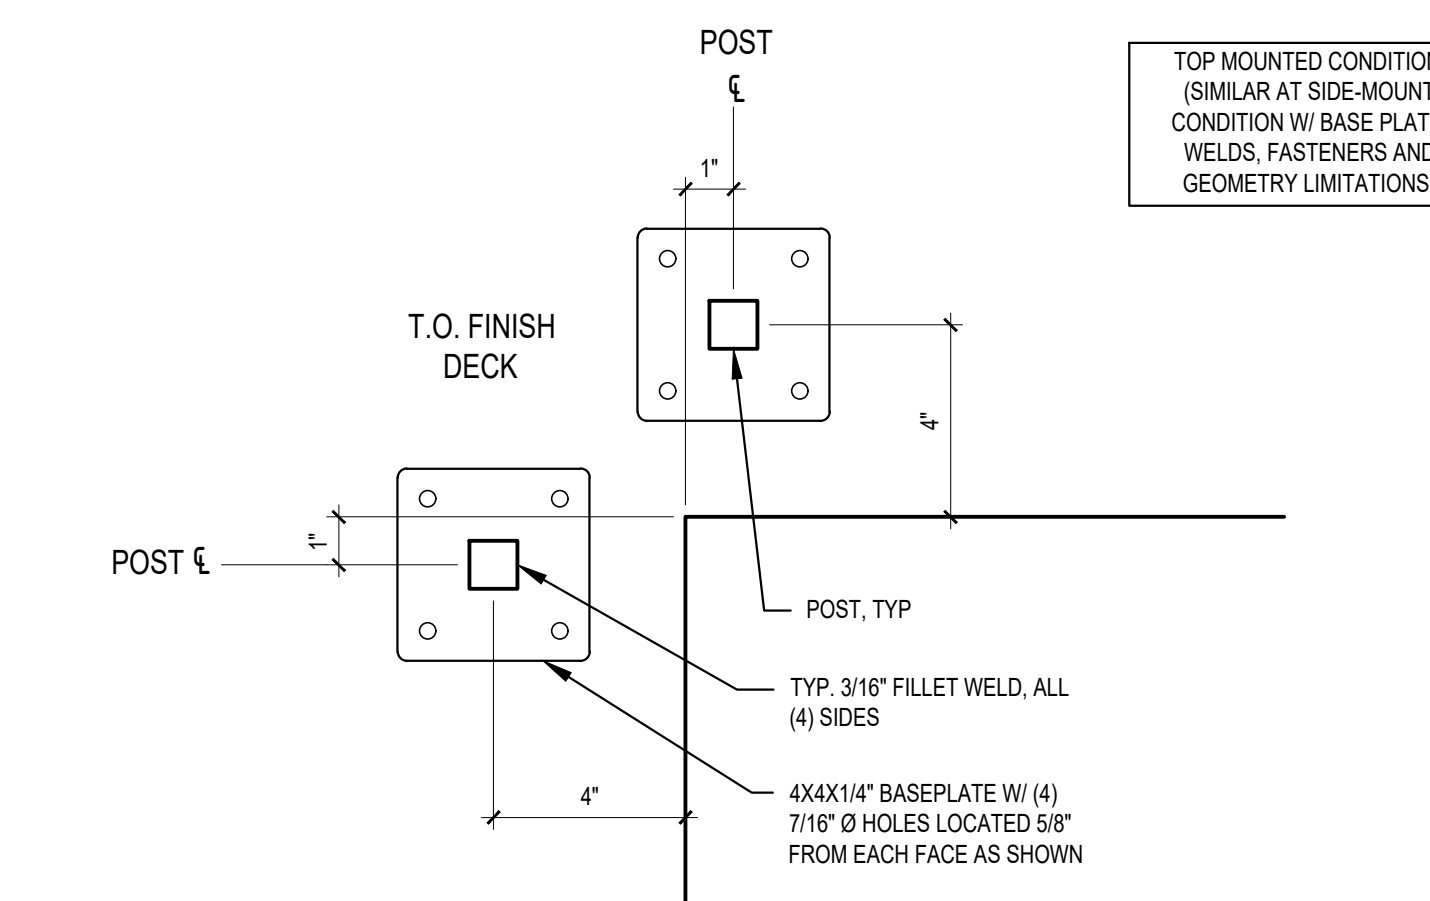 POST
℄
TOP MOUNTED CONDITION
(SIMILAR AT SIDE-MOUNT
CONDITION W/ BASE PLAT
WELDS, FASTENERS AND
GEOMETRY LIMITATIONS
1"
T.O. FINISH
DECK
4"
1"
POST ℄
POST, TYP
TYP. 3/16" FILLET WELD, ALL
(4) SIDES
4"
4X4X1/4" BASEPLATE W/ (4)
7/16" Ø HOLES LOCATED 5/8"
FROM EACH FACE AS SHOWN